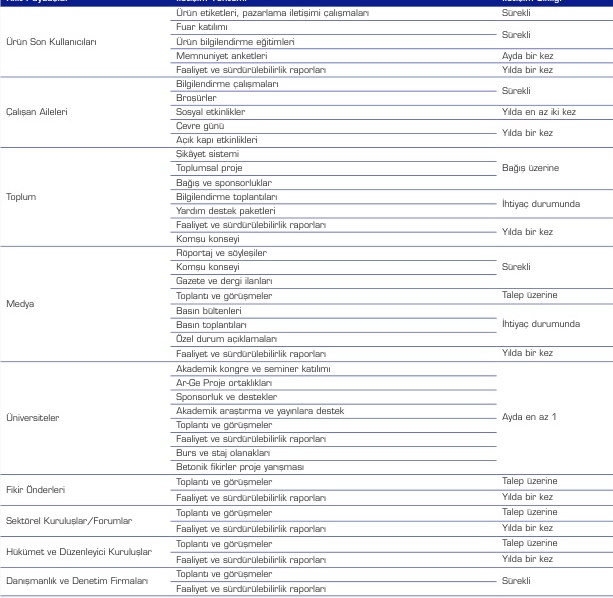 Ürün etiketleri, pazarlama iletişimi çalışmaları Sürekli
Ürün Son Kullanıcıları
Fuar katılımı
Ürün bilgilendirme eğitimleri
Sürekli
Memnuniyet anketleri Ayda bir kez
Faaliyet ve sürdürülebilirlik raporları Yılda bir kez
Çalışan Aileleri
Bilgilendirme çalışmaları
Broşürler
Sürekli
Sosyal etkinlikler Yılda en az iki kez
Çevre günü
Açık kapı etkinlikleri
Yılda bir kez
Toplum
Şikâyet sistemi
Toplumsal proje
Bağış ve sponsorluklar
Bağış üzerine
Bilgilendirme toplantıları
Yardım destek paketleri
İhtiyaç durumunda
Faaliyet ve sürdürülebilirlik raporları
Komşu konseyi
Yılda bir kez
Medya
Röportaj ve söyleşiler
Komşu konseyi
Gazete ve dergi ilanları
Sürekli
Toplantı ve görüşmeler Talep üzerine
Basın bültenleri
Basın toplantıları
Özel durum açıklamaları
İhtiyaç durumunda
Faaliyet ve sürdürülebilirlik raporları Yılda bir kez
Üniversiteler
Akademik kongre ve seminer katılımı
Ar-Ge Proje ortaklıkları
Sponsorluk ve destekler
Akademik araştırma ve yayınlara destek
Toplantı ve görüşmeler
Faaliyet ve sürdürülebilirlik raporları
Burs ve staj olanakları
Betonik fikirler proje yarışması
Ayda en az 1
Fikir Önderleri
Toplantı ve görüşmeler Talep üzerine
Faaliyet ve sürdürülebilirlik raporları Yılda bir kez
Sektörel Kuruluşlar/Forumlar
Toplantı ve görüşmeler Talep üzerine
Faaliyet ve sürdürülebilirlik raporları Yılda bir kez
Hükümet ve Düzenleyici Kuruluşlar
Toplantı ve görüşmeler Talep üzerine
Faaliyet ve sürdürülebilirlik raporları Yılda bir kez
Danışmanlık ve Denetim Firmaları
Toplantı ve görüşmeler
Faaliyet ve sürdürülebilirlik raporları
Sürekli